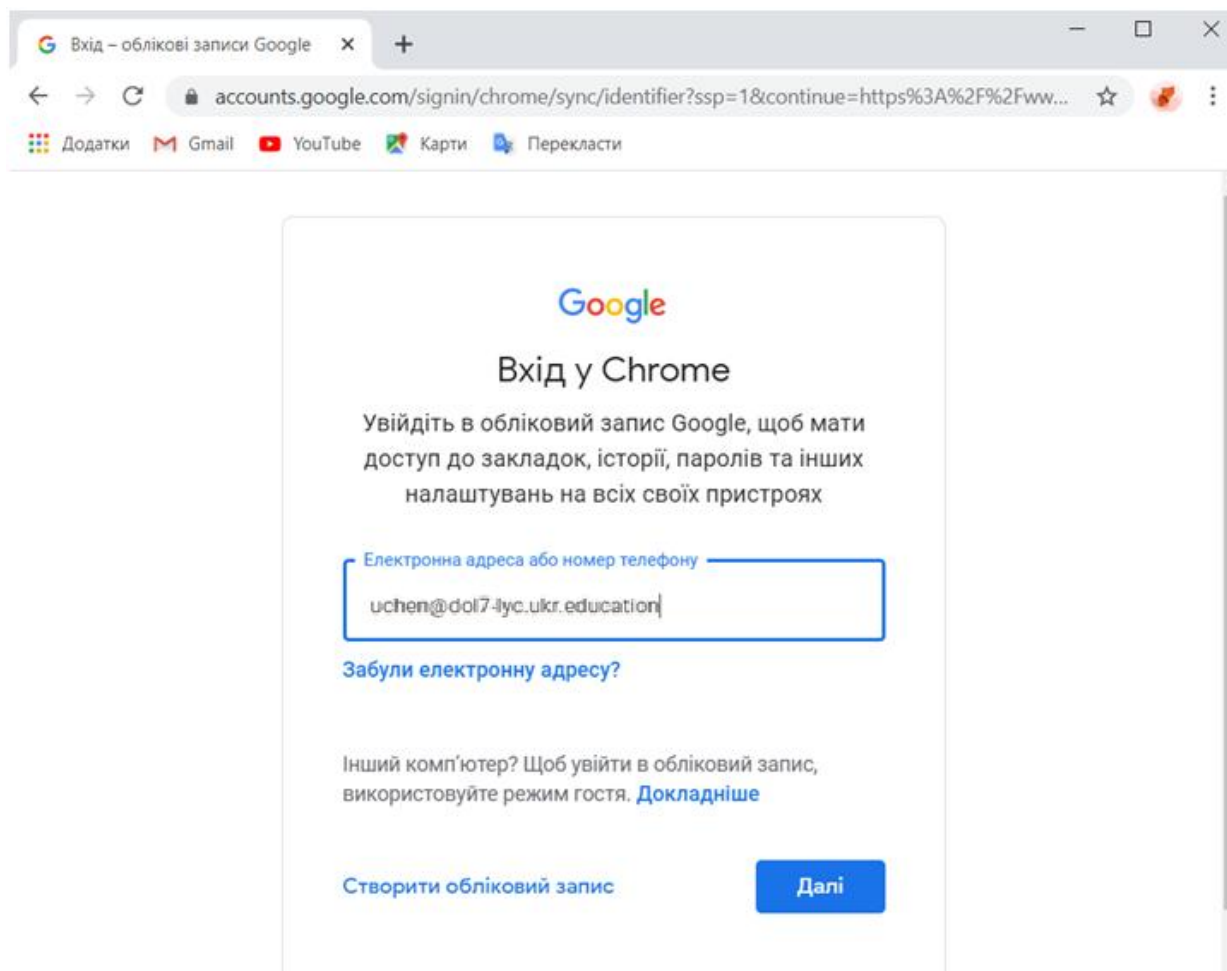 Вхід – облікові записи Google
accounts.google.com/signin/chrome/sync/identifier?ssp=1&continue=https%3A%2F%2Fww...
Додатки Gmail YouTube Карти Перекласти
Google
Вхід у Chrome
Увійдіть в обліковий запис Google, щоб мати
доступ до закладок, історії, паролів та інших
налаштувань на всіх своїх пристроях
Електронна адреса або номер телефону
uchen@dol7-lyc.ukr.education
Забули електронну адресу?
Інший комп'ютер? Щоб увійти в обліковий запис,
використовуйте режим гостя. Докладніше
Створити обліковий запис Далі